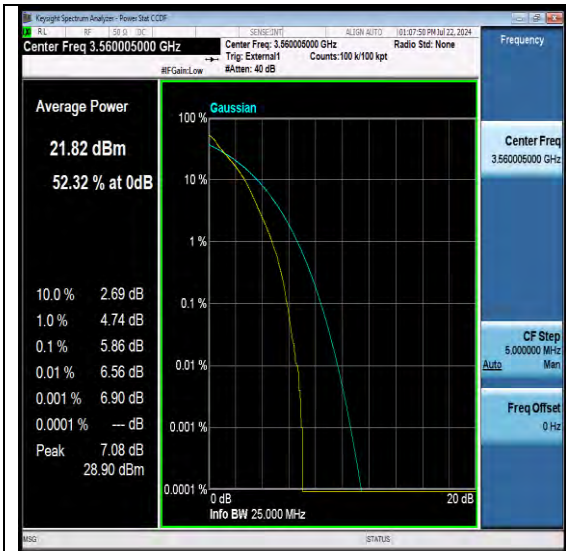 Keysight Spectrum Analyzer - Power Stat CCDF
RL RF 50 Ω DC SENSE:INT ALIGN AUTO 01:07:50 PM Jul 22, 2024
Center Freq 3.560005000 GHz
Center Freq: 3.560005000 GHz Radio Std: None
Trig: External1 Counts:100 k/100 kpt
#IFGain:Low #Atten: 40 dB
Frequency
Center Freq
3.560005000 GHz
CF Step
5.000000 MHz
Auto Man
Freq Offset
0 Hz
Average Power
21.82 dBm
52.32 % at 0dB
10.0 % 2.69 dB
1.0 % 4.74 dB
0.1 % 5.86 dB
0.01 % 6.56 dB
0.001 % 6.90 dB
0.0001 % --- dB
Peak 7.08 dB
28.90 dBm
Gaussian
100 %
10 %
1 %
0.1 %
0.01 %
0.001 %
0.0001 %
0 dB 20 dB
Info BW 25.000 MHz
MSG STATUS